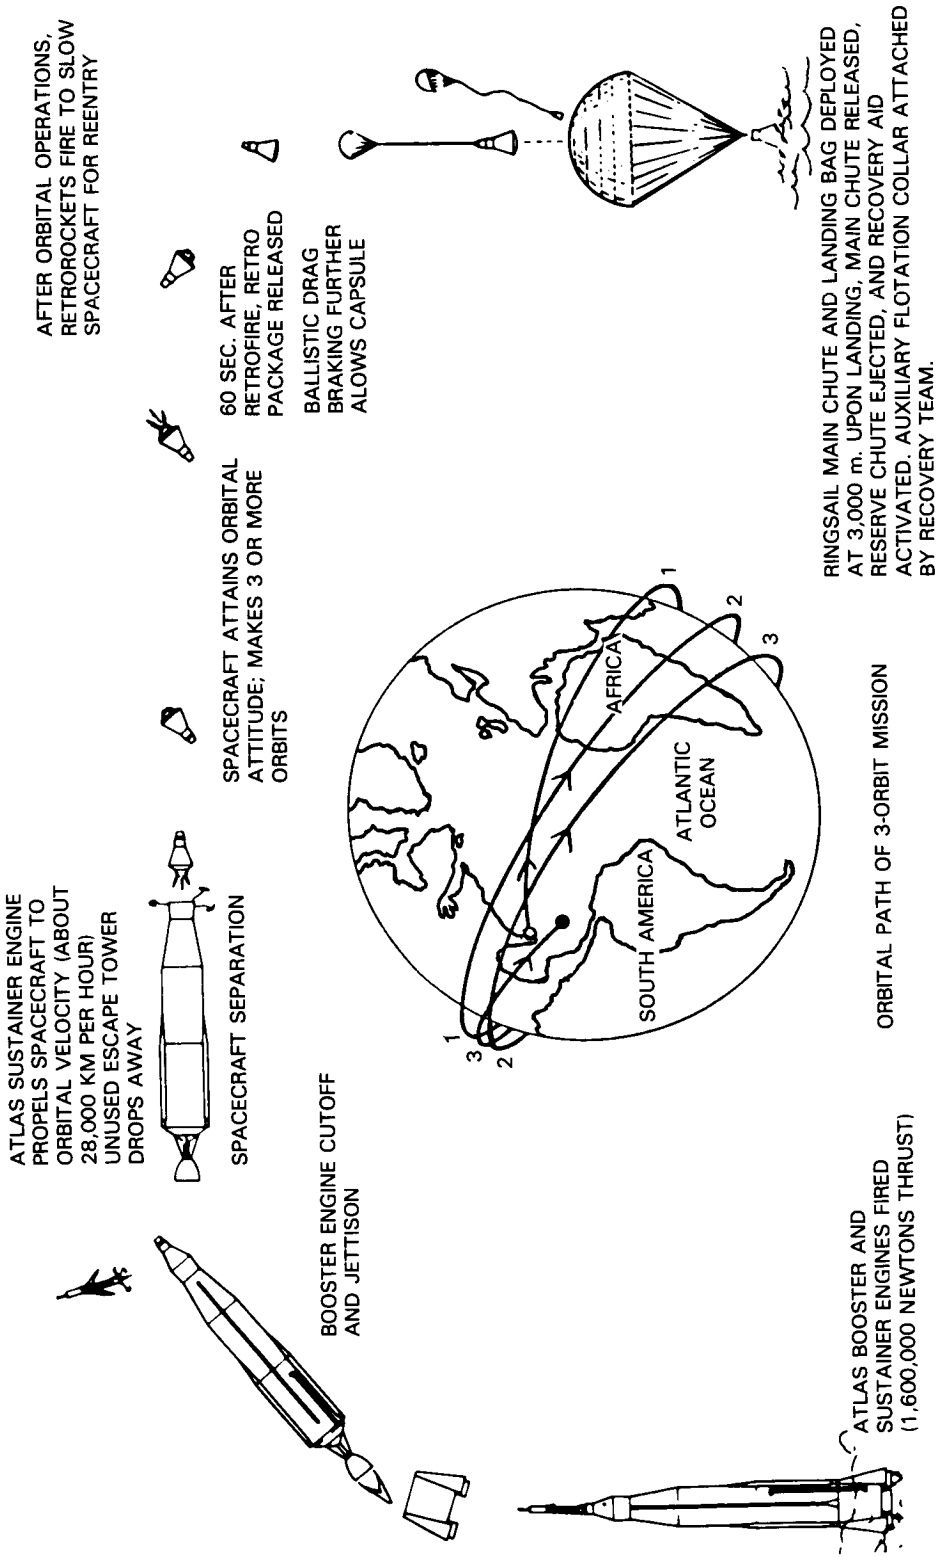 ATLAS BOOSTER AND
SUSTAINER ENGINES FIRED
(1,600,000 NEWTONS THRUST)
BOOSTER ENGINE CUTOFF
AND JETTISON
ATLAS SUSTAINER ENGINE
PROPELS SPACECRAFT TO
ORBITAL VELOCITY (ABOUT
28,000 KM PER HOUR)
UNUSED ESCAPE TOWER
DROPS AWAY
SPACECRAFT SEPARATION
SPACECRAFT ATTAINS ORBITAL
ATTITUDE; MAKES 3 OR MORE
ORBITS
AFTER ORBITAL OPERATIONS,
RETROROCKETS FIRE TO SLOW
SPACECRAFT FOR REENTRY
60 SEC. AFTER
RETROFIRE, RETRO
PACKAGE RELEASED
BALLISTIC DRAG
BRAKING FURTHER
ALOWS CAPSULE
RINGSAIL MAIN CHUTE AND LANDING BAG DEPLOYED
AT 3,000 m. UPON LANDING, MAIN CHUTE RELEASED,
RESERVE CHUTE EJECTED, AND RECOVERY AID
ACTIVATED. AUXILIARY FLOTATION COLLAR ATTACHED
BY RECOVERY TEAM.
1
3
2
SOUTH AMERICA
ATLANTIC
OCEAN
AFRICA
1
2
3
ORBITAL PATH OF 3-ORBIT MISSION